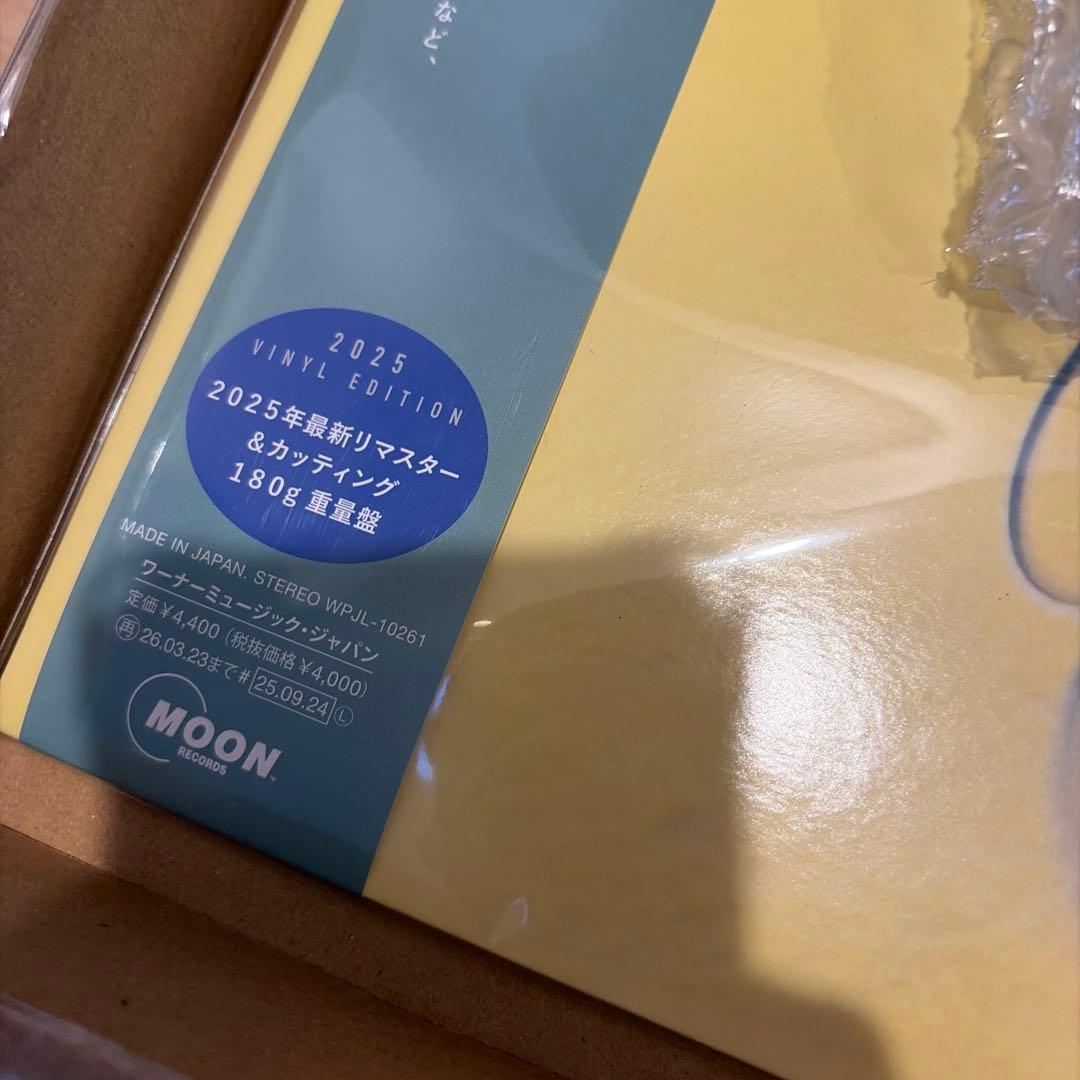 など、
2025
VINYL EDITION
2025年最新リマスター
&カッティング
180g 重量盤
MADE IN JAPAN. STEREO WPJL-10261
ワーナーミュージック・ジャパン
定価¥4,400(税抜価格¥4,000)
再 26.03.23まで#25.09.24 L
MOON
RECORDS
TM